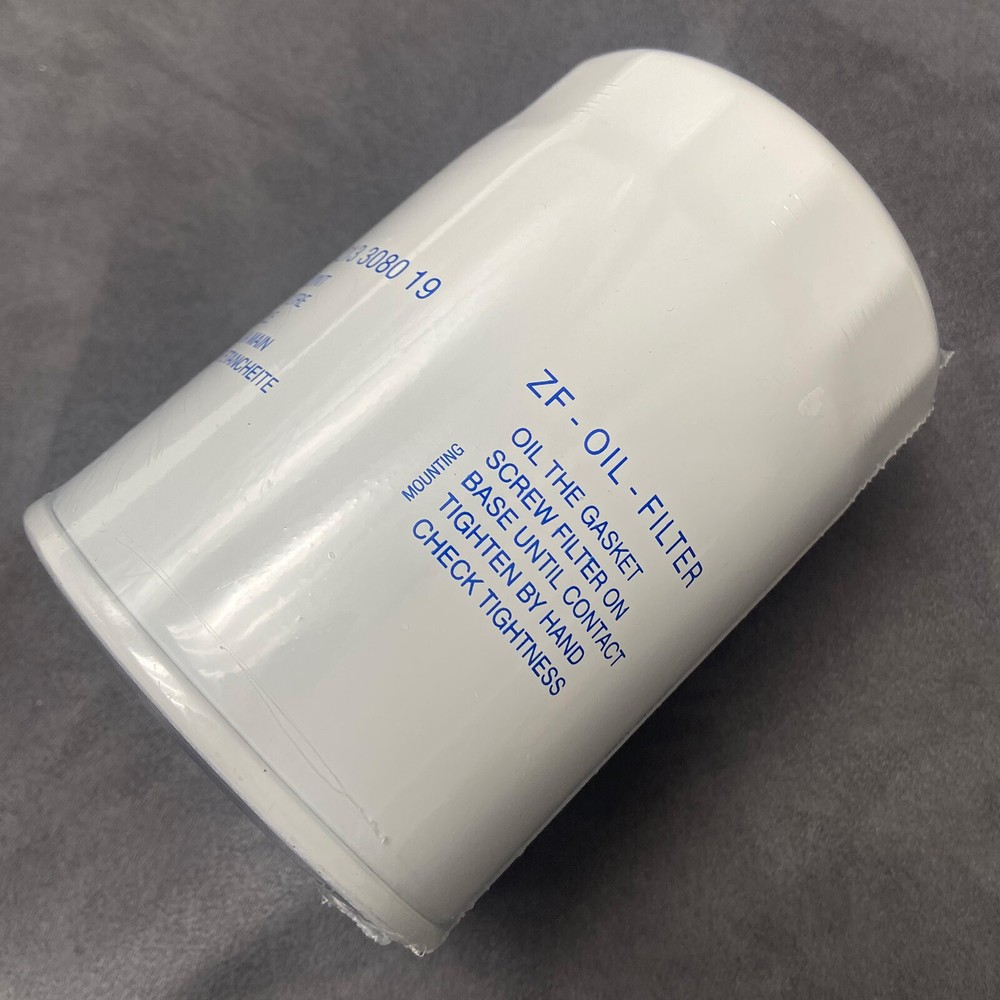 3080 19
MAIN
ZF - OIL - FILTER
MOUNTING
OIL THE GASKET
SCREW FILTER ON
BASE UNTIL CONTACT
TIGHTEN BY HAND
CHECK TIGHTNESS